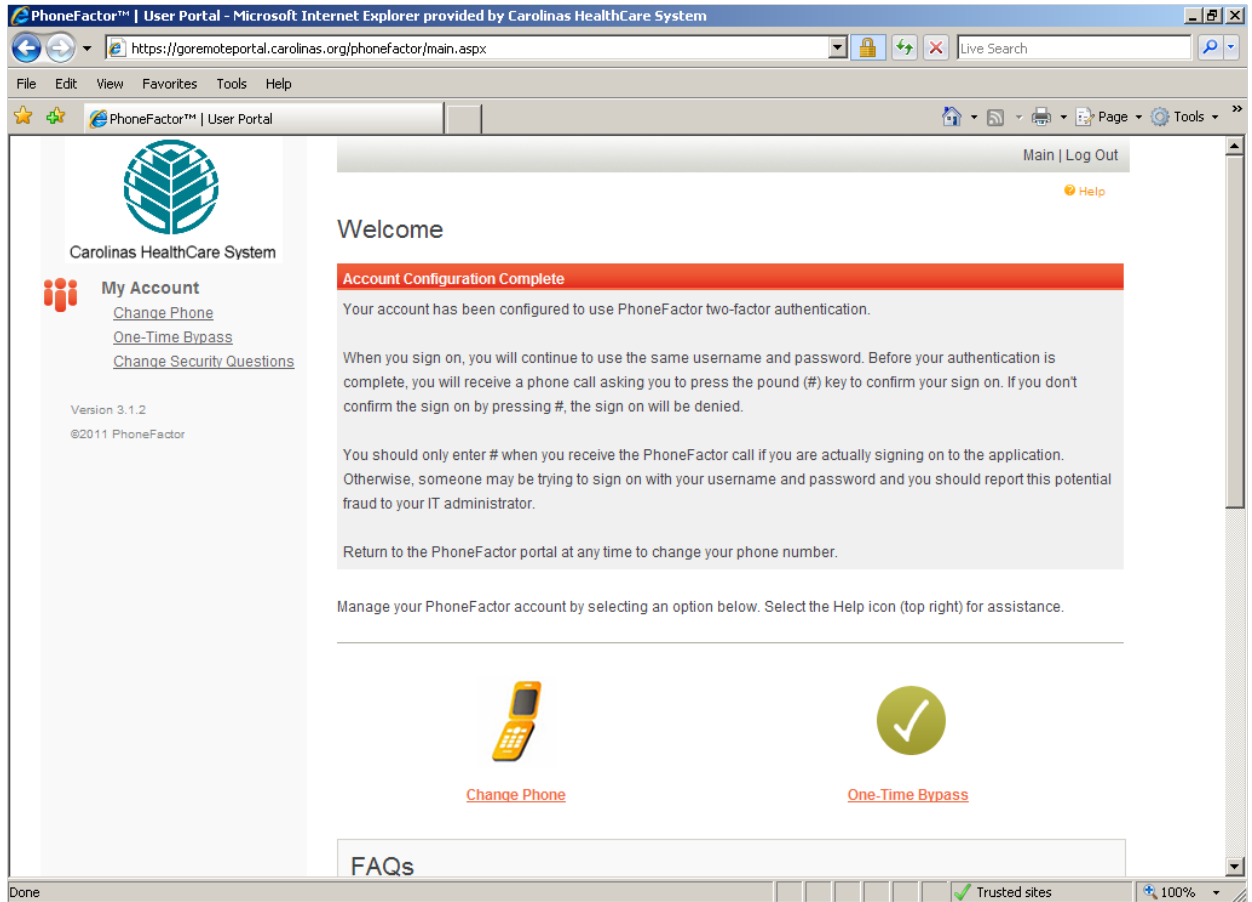 PhoneFactor™ | User Portal - Microsoft Internet Explorer provided by Carolinas HealthCare System
https://goremoteportal.carolinas.org/phonefactor/main.aspx
Live Search
File Edit View Favorites Tools Help
PhoneFactor™ | User Portal
Page Tools »
Carolinas HealthCare System
My Account
Change Phone
One-Time Bypass
Change Security Questions
Version 3.1.2
©2011 PhoneFactor
Main | Log Out
Help
Welcome
Account Configuration Complete
Your account has been configured to use PhoneFactor two-factor authentication.
When you sign on, you will continue to use the same username and password. Before your authentication is
complete, you will receive a phone call asking you to press the pound (#) key to confirm your sign on. If you don't
confirm the sign on by pressing #, the sign on will be denied.
You should only enter # when you receive the PhoneFactor call if you are actually signing on to the application.
Otherwise, someone may be trying to sign on with your username and password and you should report this potential
fraud to your IT administrator.
Return to the PhoneFactor portal at any time to change your phone number.
Manage your PhoneFactor account by selecting an option below. Select the Help icon (top right) for assistance.
Change Phone
One-Time Bypass
FAQs
Done
Trusted sites
100%